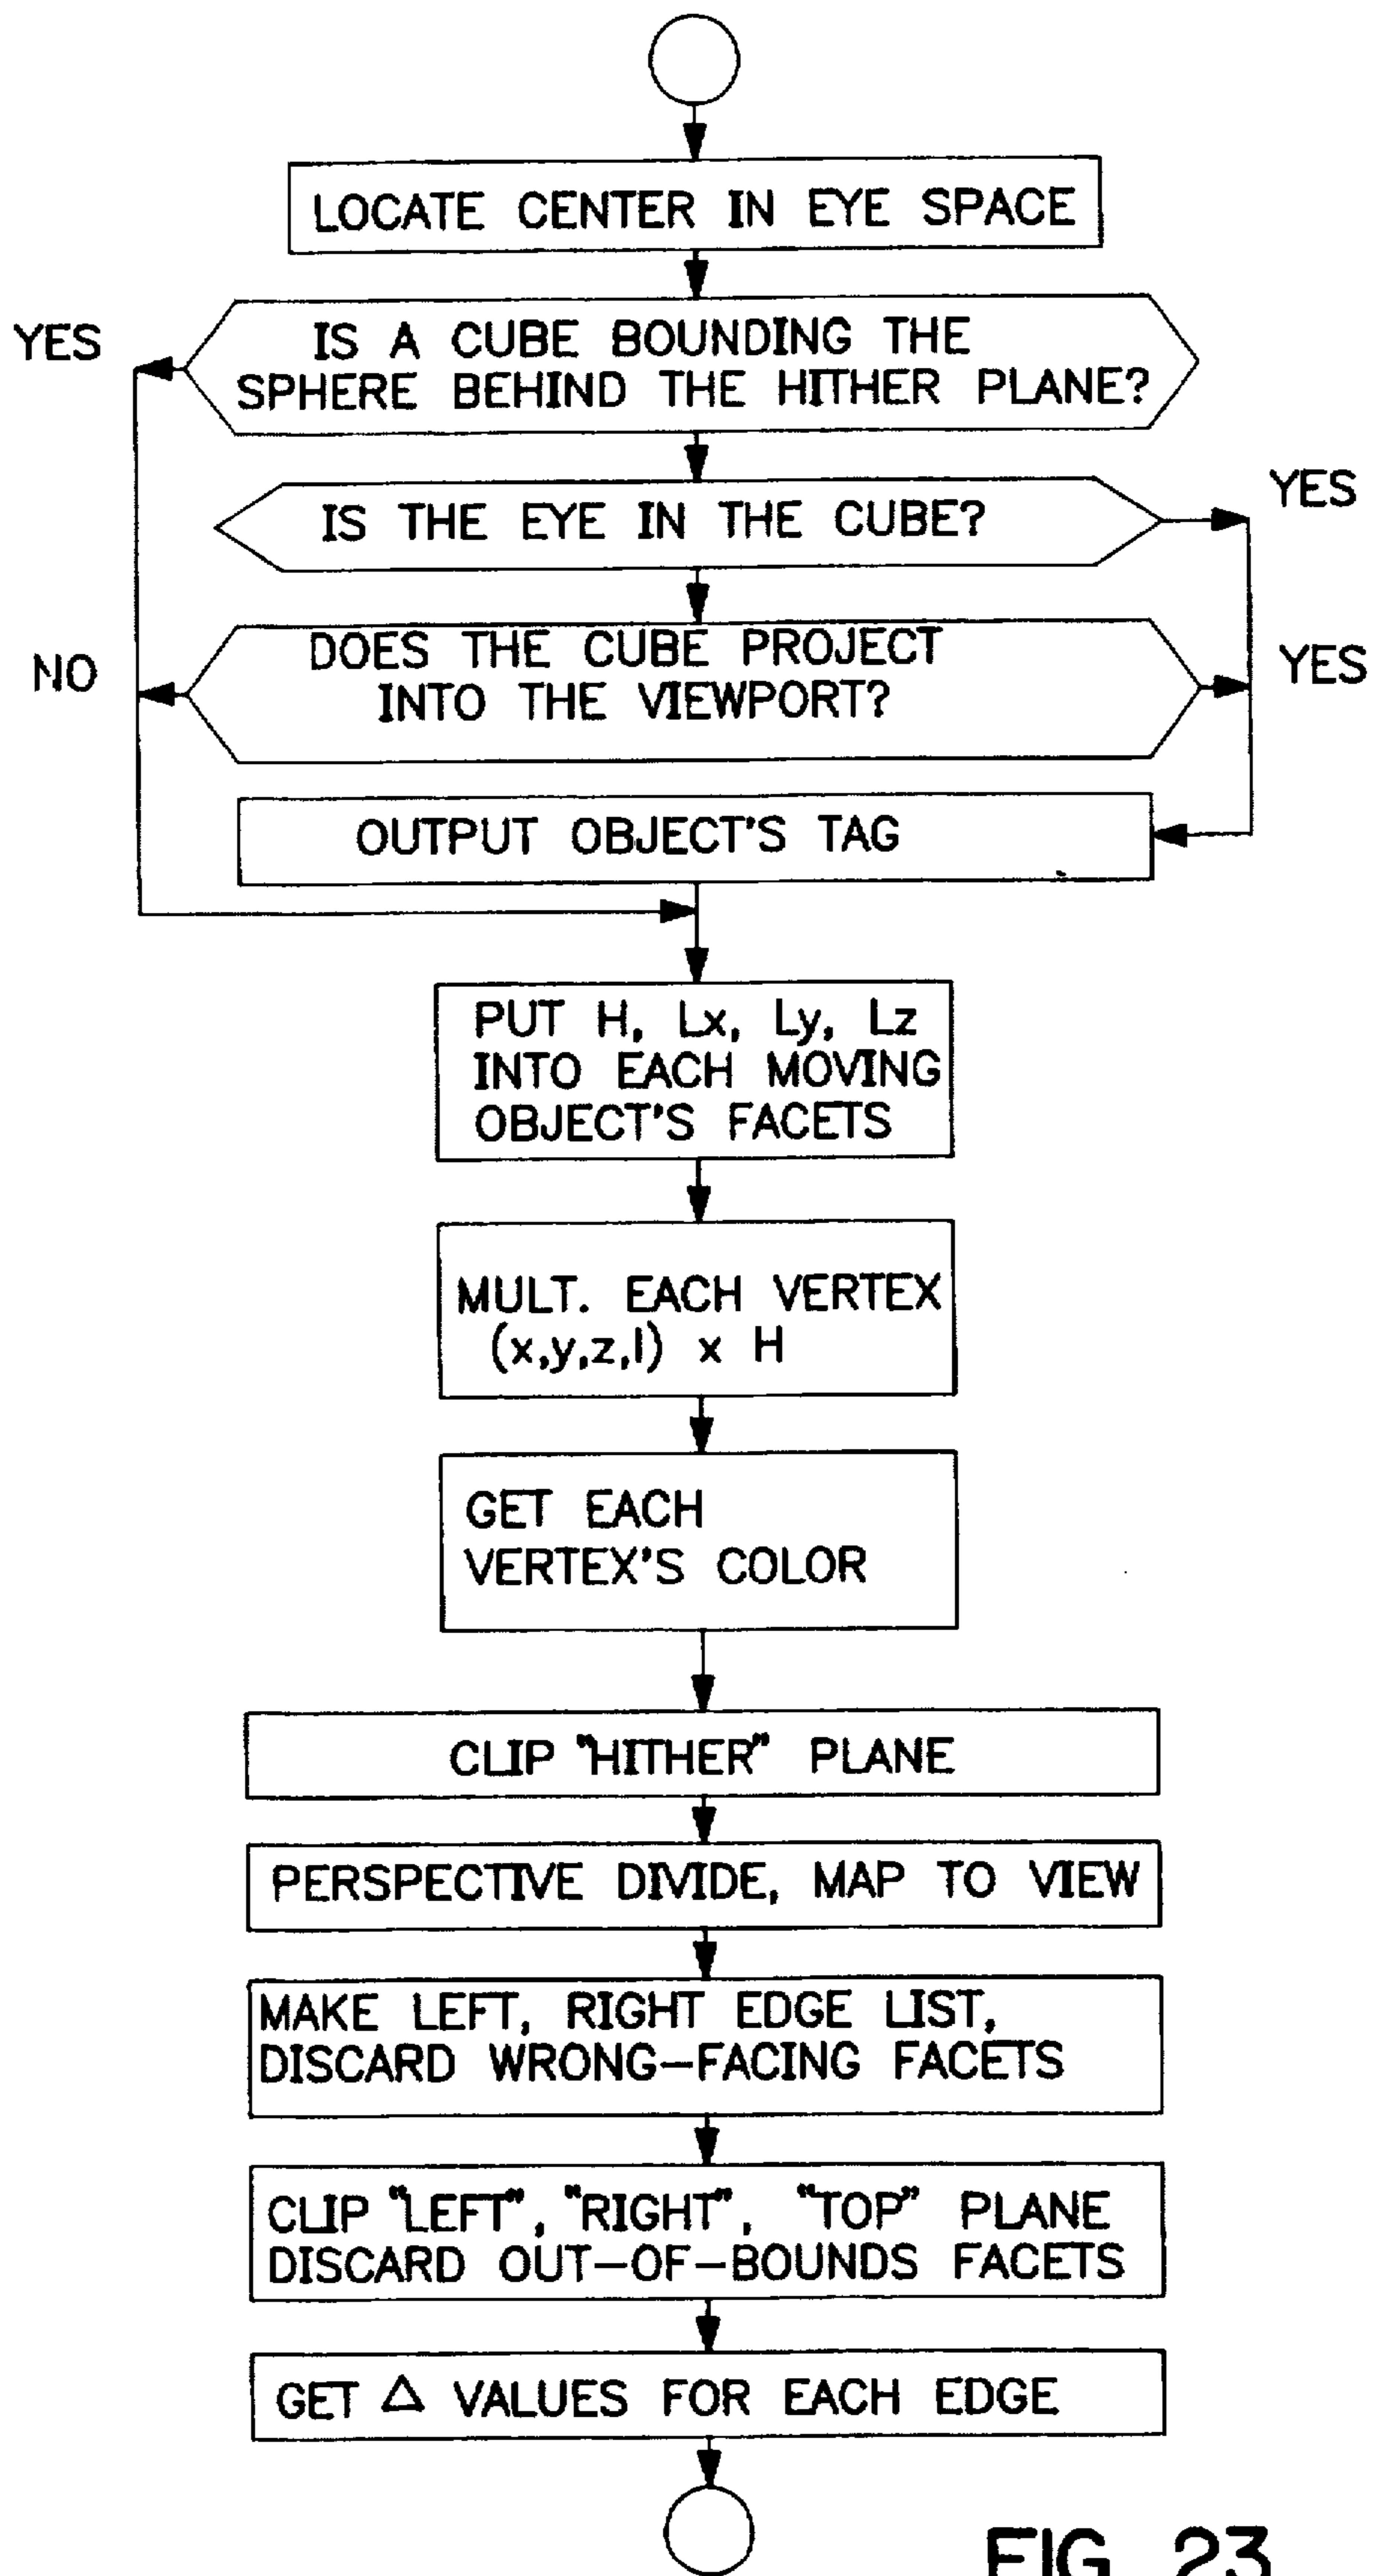 LOCATE CENTER IN EYE SPACE
YES
IS A CUBE BOUNDING THE
SPHERE BEHIND THE HITHER PLANE?
YES
IS THE EYE IN THE CUBE?
NO
DOES THE CUBE PROJECT
INTO THE VIEWPORT?
YES
OUTPUT OBJECT'S TAG
PUT H, Lx, Ly, Lz
INTO EACH MOVING
OBJECT'S FACETS
MULT. EACH VERTEX
(x,y,z,1) x H
GET EACH
VERTEX'S COLOR
CLIP "HITHER" PLANE
PERSPECTIVE DIVIDE, MAP TO VIEW
MAKE LEFT, RIGHT EDGE LIST,
DISCARD WRONG-FACING FACETS
CLIP "LEFT", "RIGHT", "TOP" PLANE
DISCARD OUT-OF-BOUNDS FACETS
GET Δ VALUES FOR EACH EDGE
FIG. 23